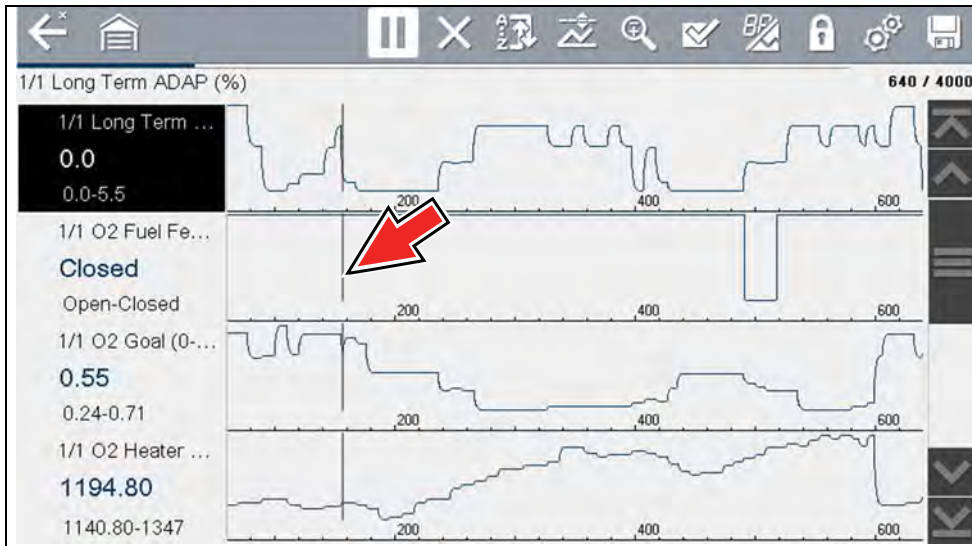 1/1 Long Term ADAP (%)
640 / 4000
1/1 Long Term ...
0.0
0.0-5.5
200
400
600
1/1 O2 Fuel Fe...
Closed
Open-Closed
200
400
600
1/1 O2 Goal (0-...
0.55
0.24-0.71
200
400
600
1/1 O2 Heater ...
1194.80
1140.80-1347
200
400
600